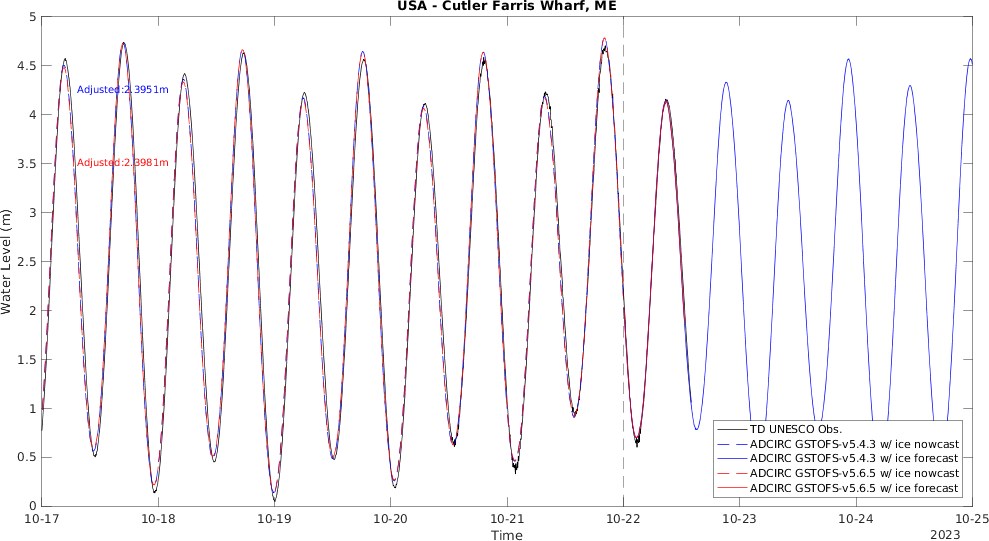 USA - Cutler Farris Wharf, ME
5
4.5
4
3.5
3
2.5
2
1.5
1
0.5
0
Water Level (m)
Adjusted:2.3951m
Adjusted:2.3981m
TD UNESCO Obs.
ADCIRC GSTOFS-v5.4.3 w/ ice nowcast
ADCIRC GSTOFS-v5.4.3 w/ ice forecast
ADCIRC GSTOFS-v5.6.5 w/ ice nowcast
ADCIRC GSTOFS-v5.6.5 w/ ice forecast
10-17 10-18 10-19 10-20 10-21 10-22 10-23 10-24 10-25
Time
2023